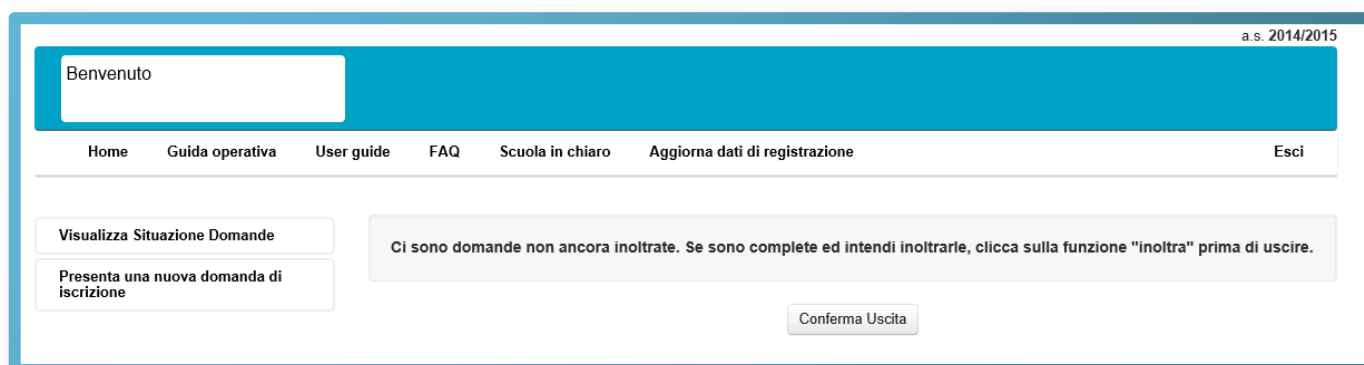 a.s. 2014/2015
Benvenuto
Home Guida operativa User guide FAQ Scuola in chiaro Aggiorna dati di registrazione Esci
Visualizza Situazione Domande
Presenta una nuova domanda di
iscrizione
Ci sono domande non ancora inoltrate. Se sono complete ed intendi inoltrarle, clicca sulla funzione "inoltra" prima di uscire.
Conferma Uscita